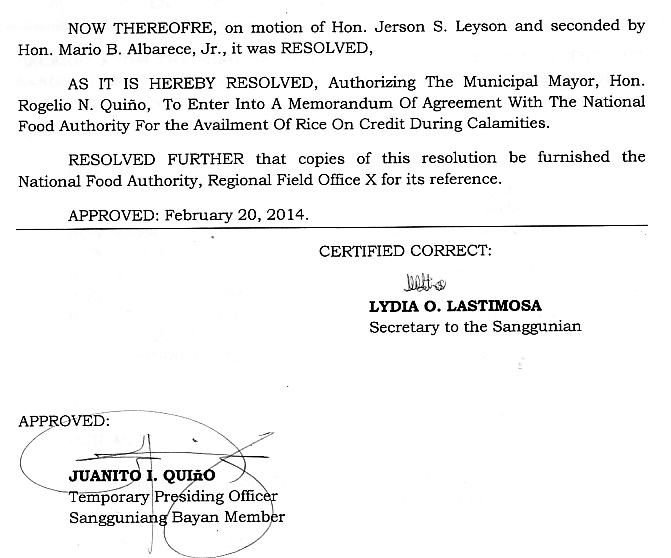 NOW THEREOFRE, on motion of Hon. Jerson S. Leyson and seconded by
Hon. Mario B. Albarece, Jr., it was RESOLVED,
AS IT IS HEREBY RESOLVED, Authorizing The Municipal Mayor, Hon.
Rogelio N. Quiño, To Enter Into A Memorandum Of Agreement With The National
Food Authority For the Availment Of Rice On Credit During Calamities.
RESOLVED FURTHER that copies of this resolution be furnished the
National Food Authority, Regional Field Office X for its reference.
APPROVED: February 20, 2014.
CERTIFIED CORRECT:
LYDIA O. LASTIMOSA
Secretary to the Sanggunian
APPROVED:
JUANITO I. QUIñO
Temporary Presiding Officer
Sangguniang Bayan Member